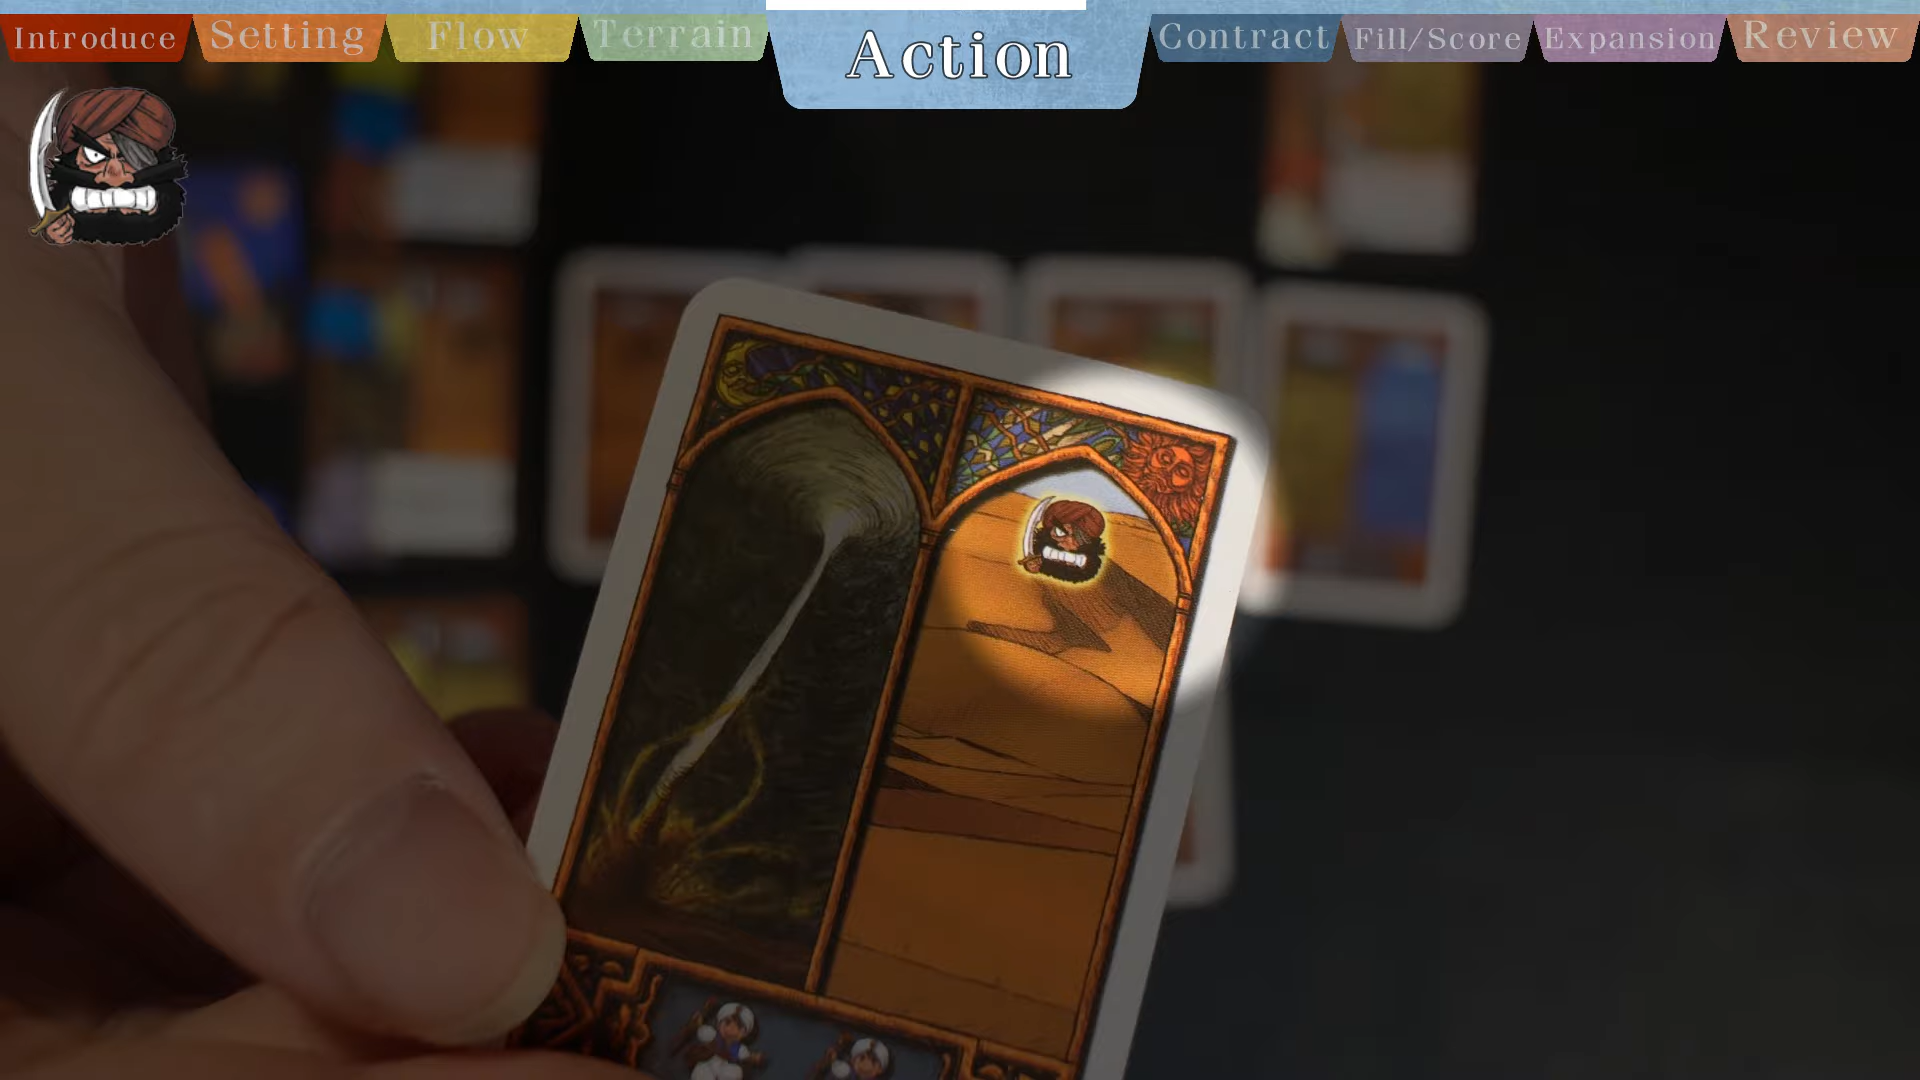 Introduce
Setting
Flow
Terrain
Action
Contract
Fill/Score
Expansion
Review